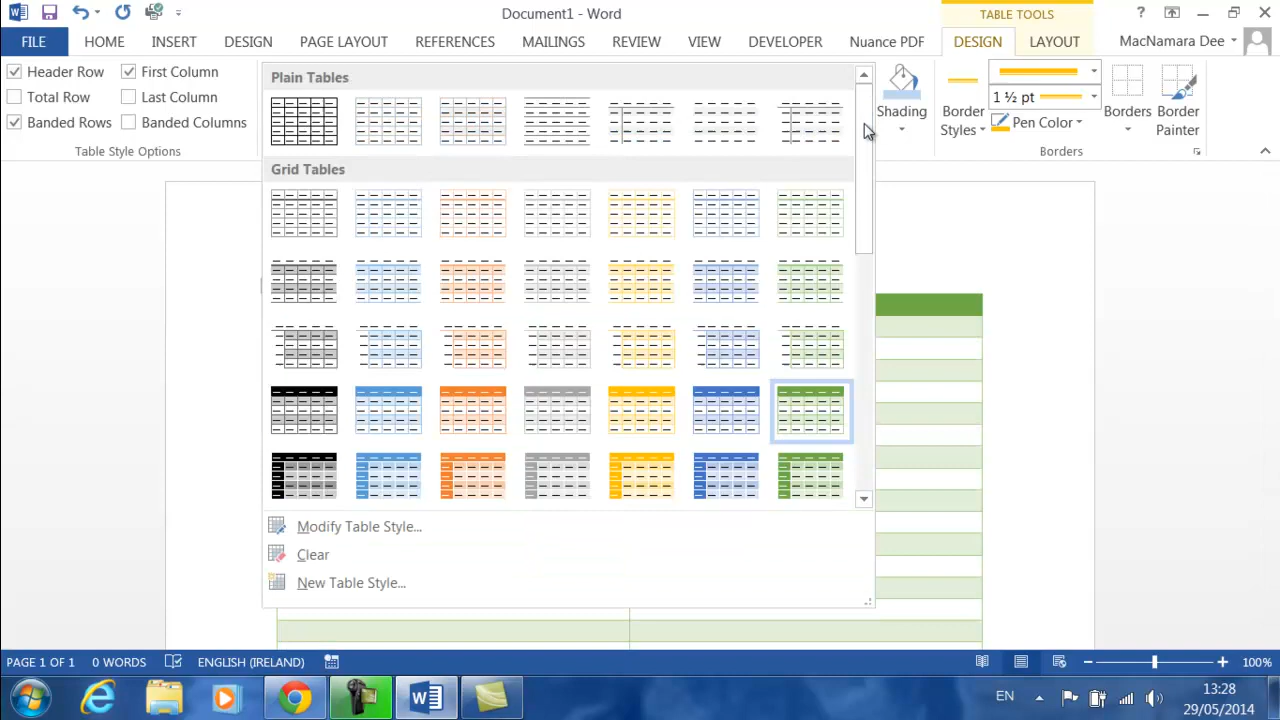 Document1 - Word
TABLE TOOLS
?
FILE
HOME
INSERT
DESIGN
PAGE LAYOUT
REFERENCES
MAILINGS
REVIEW
VIEW
DEVELOPER
Nuance PDF
DESIGN
LAYOUT
MacNamara Dee
Header Row
First Column
Total Row
Last Column
Banded Rows
Banded Columns
Table Style Options
Plain Tables
Grid Tables
Modify Table Style...
Clear
New Table Style...
Shading
Border
Styles
1 ½ pt
Pen Color
Borders
Border
Painter
Borders
PAGE 1 OF 1
0 WORDS
ENGLISH (IRELAND)
100%
EN
13:28
29/05/2014